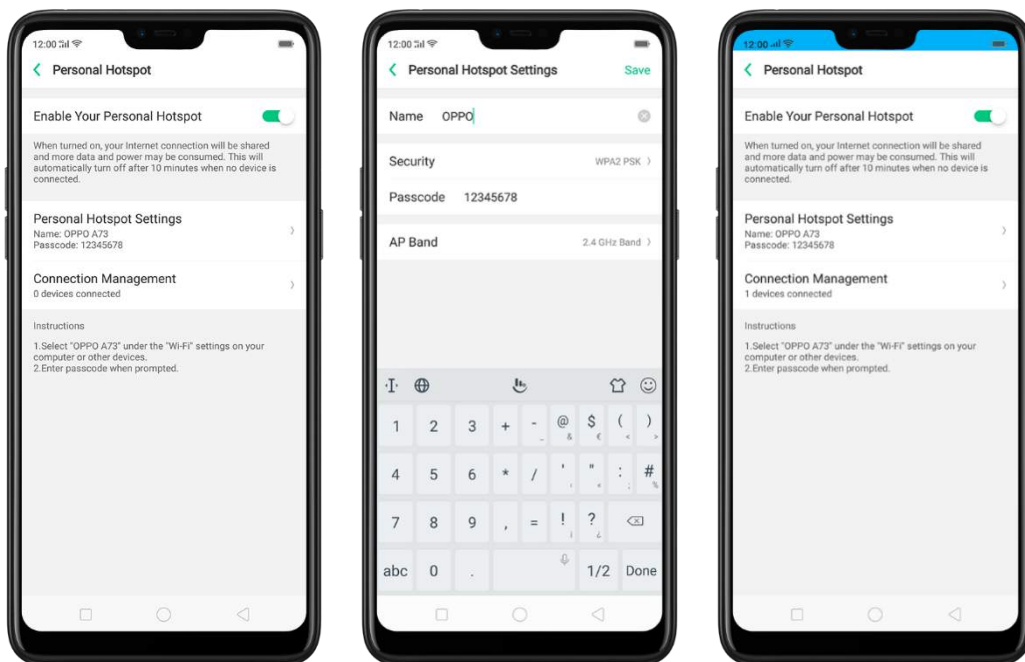 12:00
Personal Hotspot
Enable Your Personal Hotspot
When turned on, your Internet connection will be shared
and more data and power may be consumed. This will
automatically turn off after 10 minutes when no device is
connected.
Personal Hotspot Settings
Name: OPPO A73
Passcode: 12345678
Connection Management
0 devices connected
Instructions
1.Select "OPPO A73" under the "Wi-Fi" settings on your
computer or other devices.
2.Enter passcode when prompted.
12:00
Personal Hotspot Settings Save
Name OPPO
Security WPA2 PSK
Passcode 12345678
AP Band 2.4 GHz Band
1 2 3 + - _ @ & $ € ( < ) >
4 5 6 * / ' " : ; # %
7 8 9 , = ! ¡ ? ¿
abc 0 . 1/2 Done
12:00
Personal Hotspot
Enable Your Personal Hotspot
When turned on, your Internet connection will be shared
and more data and power may be consumed. This will
automatically turn off after 10 minutes when no device is
connected.
Personal Hotspot Settings
Name: OPPO A73
Passcode: 12345678
Connection Management
1 devices connected
Instructions
1.Select "OPPO A73" under the "Wi-Fi" settings on your
computer or other devices.
2.Enter passcode when prompted.